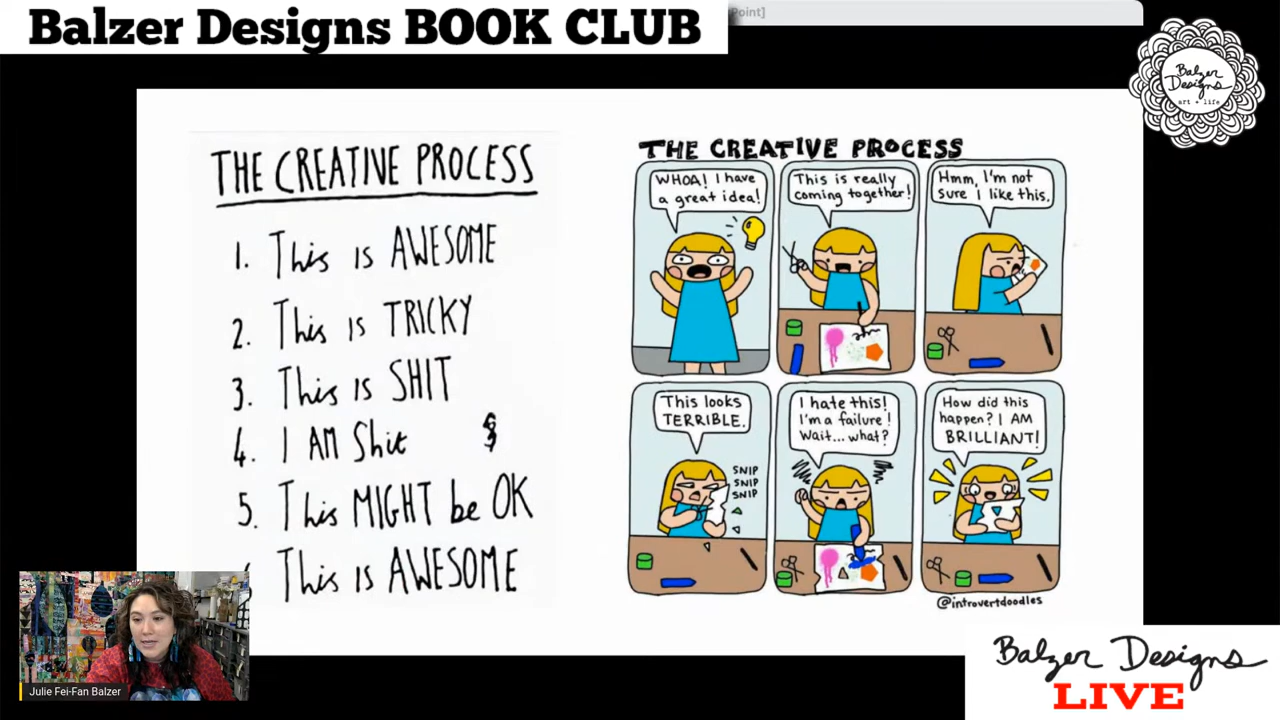 Balzer Designs BOOK CLUB
Point]
Balzer
Designs
art + life
THE CREATIVE PROCESS
1. This is AWESOME
2. This is TRICKY
3. This is SHIT
4. I AM Shit
5. This MIGHT be OK
This is AWESOME
THE CREATIVE PROCESS
WHOA! I have
a great idea!
This is really
coming together!
Hmm, I'm not
sure I like this.
This looks
TERRIBLE.
SNIP
SNIP
SNIP
I hate this!
I'm a failure!
Wait... what?
How did this
happen? I AM
BRILLIANT!
@introvertdoodles
Julie Fei-Fan Balzer
Balzer Designs
LIVE